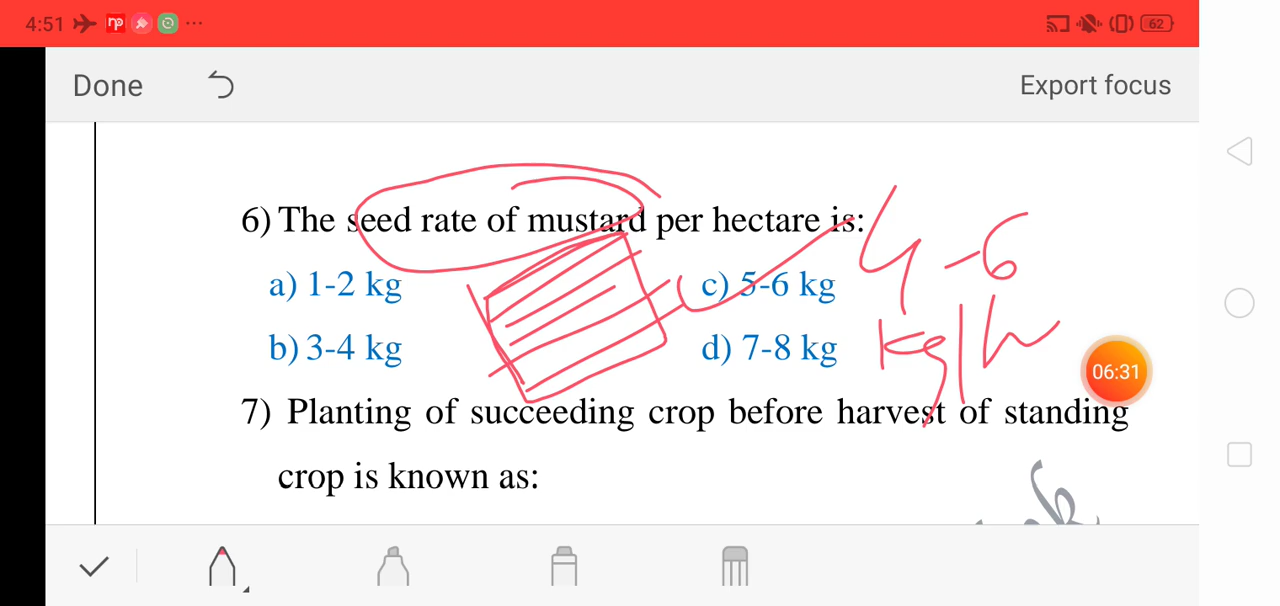 4:51 np ... 62
Done Export focus
6) The seed rate of mustard per hectare is:
a) 1-2 kg c) 5-6 kg
4-6
b) 3-4 kg d) 7-8 kg
kg/h
06:31
7) Planting of succeeding crop before harvest of standing
crop is known as: